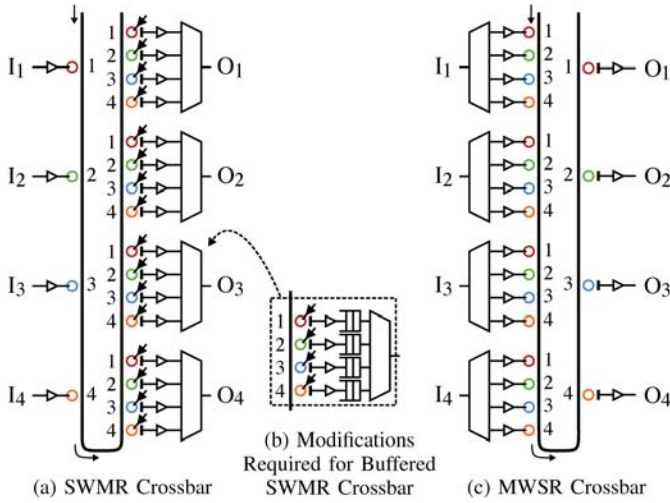 I1 1 1 2 3 4 O1
I2 2 1 2 3 4 O2
I3 3 1 2 3 4 O3
I4 4 1 2 3 4 O4
(a) SWMR Crossbar
1
2
3
4
(b) Modifications
Required for Buffered
SWMR Crossbar
I1 1 2 3 4 1 O1
I2 1 2 3 4 2 O2
I3 1 2 3 4 3 O3
I4 1 2 3 4 4 O4
(c) MWSR Crossbar